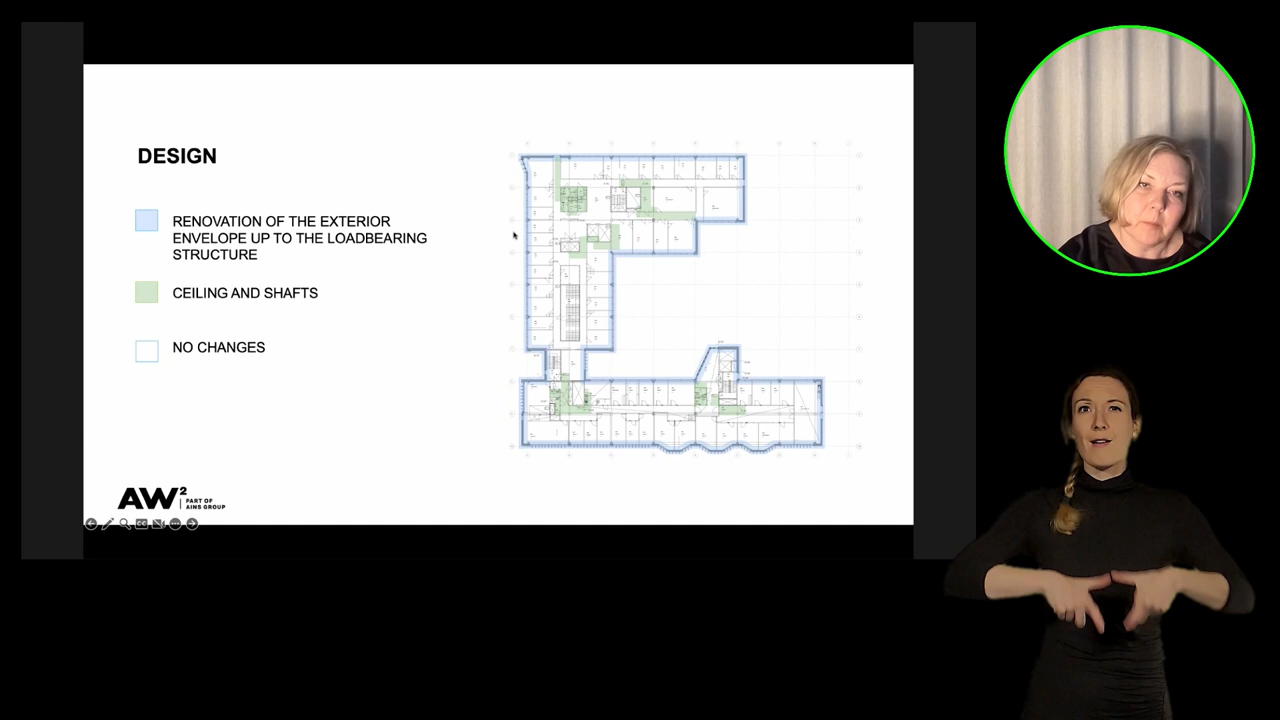 DESIGN
RENOVATION OF THE EXTERIOR
ENVELOPE UP TO THE LOADBEARING
STRUCTURE
CEILING AND SHAFTS
NO CHANGES
AW2
PART OF
AINS GROUP